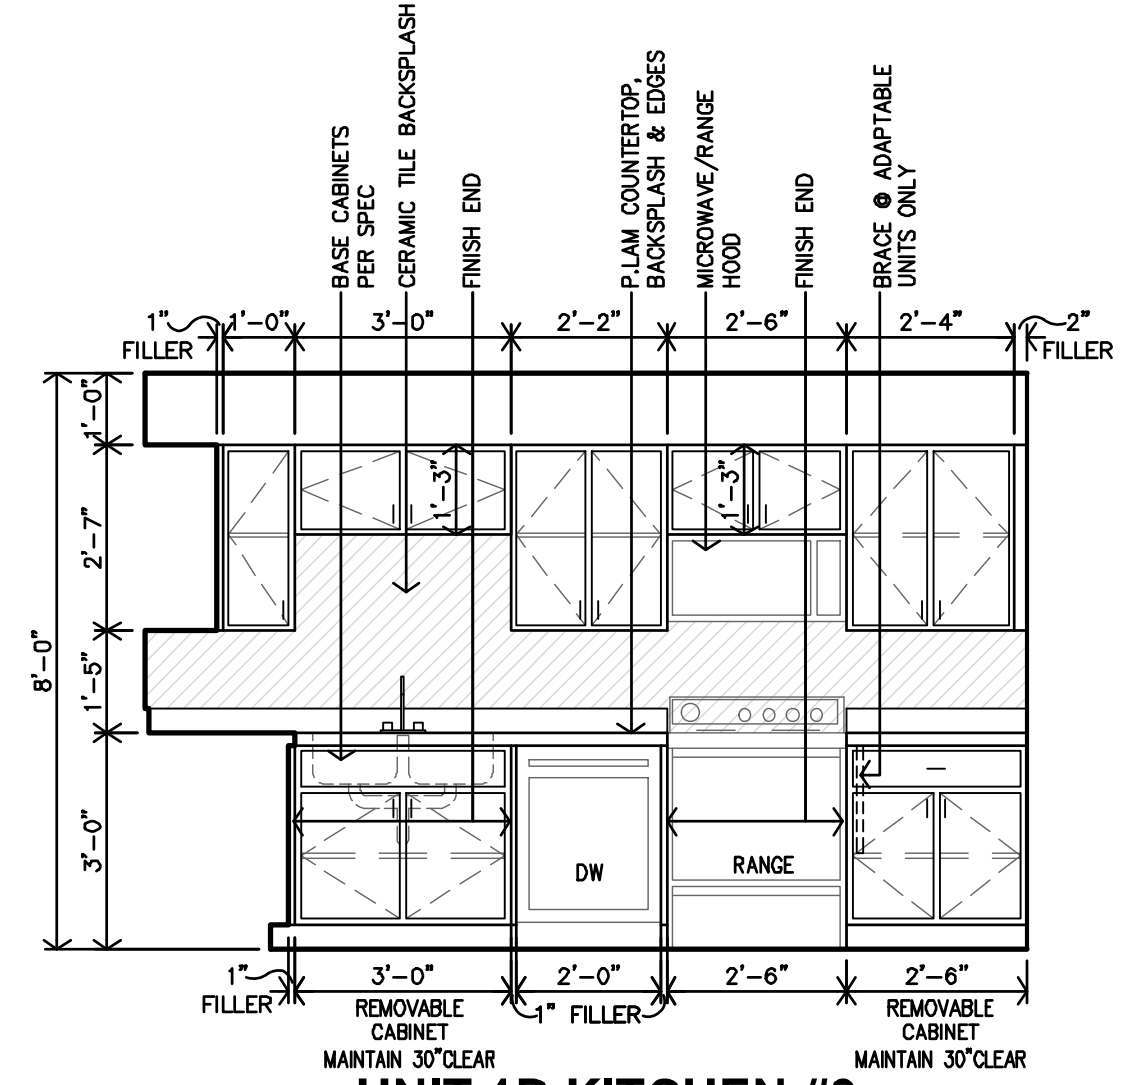 BASE CABINETS
PER SPEC
CERAMIC TILE BACKSPLASH
FINISH END
P.LAM COUNTERTOP,
BACKSPLASH & EDGES
MICROWAVE/RANGE
HOOD
FINISH END
BRACE @ ADAPTABLE
UNITS ONLY
1"
FILLER
1'-0"
3'-0"
2'-2"
2'-6"
2'-4"
2"
FILLER
8'-0"
1'-0"
2'-7"
1'-5"
3'-0"
1'-3"
1'-3"
DW
RANGE
1"
FILLER
3'-0"
REMOVABLE
CABINET
MAINTAIN 30"CLEAR
2'-0"
1" FILLER
2'-6"
2'-6"
REMOVABLE
CABINET
MAINTAIN 30"CLEAR